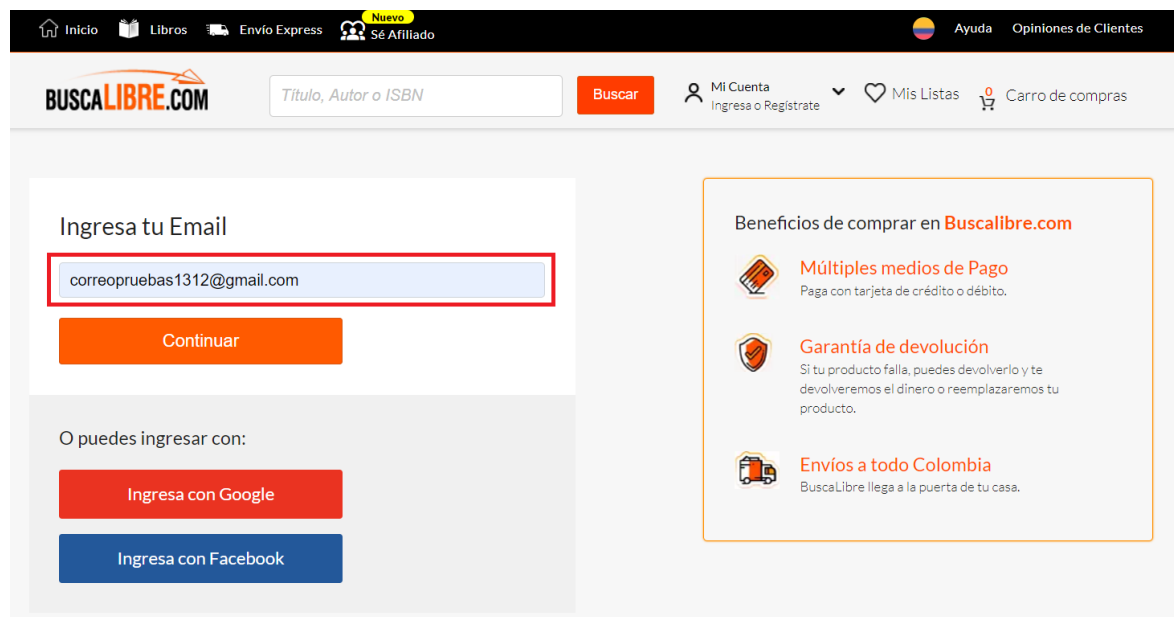 Inicio Libros Envío Express Nuevo Sé Afiliado Ayuda Opiniones de Clientes
BUSCALIBRE.COM
Título, Autor o ISBN
Buscar
Mi Cuenta
Ingresa o Regístrate
Mis Listas
0
Carro de compras
Ingresa tu Email
correopruebas1312@gmail.com
Continuar
O puedes ingresar con:
Ingresa con Google
Ingresa con Facebook
Beneficios de comprar en Buscalibre.com
Múltiples medios de Pago
Paga con tarjeta de crédito o débito.
Garantía de devolución
Si tu producto falla, puedes devolverlo y te
devolveremos el dinero o reemplazaremos tu
producto.
Envíos a todo Colombia
BuscaLibre llega a la puerta de tu casa.